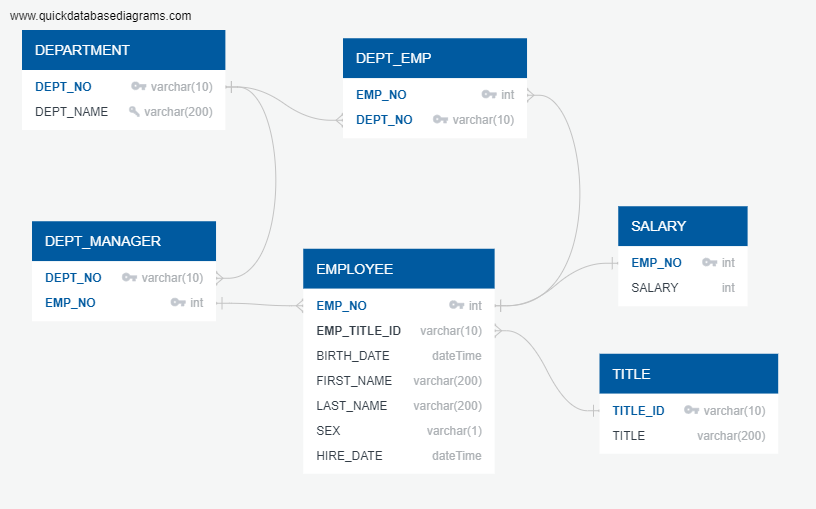 www.quickdatabasediagrams.com
DEPARTMENT
DEPT_NO varchar(10)
DEPT_NAME varchar(200)
DEPT_EMP
EMP_NO int
DEPT_NO varchar(10)
DEPT_MANAGER
DEPT_NO varchar(10)
EMP_NO int
EMPLOYEE
EMP_NO int
EMP_TITLE_ID varchar(10)
BIRTH_DATE dateTime
FIRST_NAME varchar(200)
LAST_NAME varchar(200)
SEX varchar(1)
HIRE_DATE dateTime
SALARY
EMP_NO int
SALARY int
TITLE
TITLE_ID varchar(10)
TITLE varchar(200)